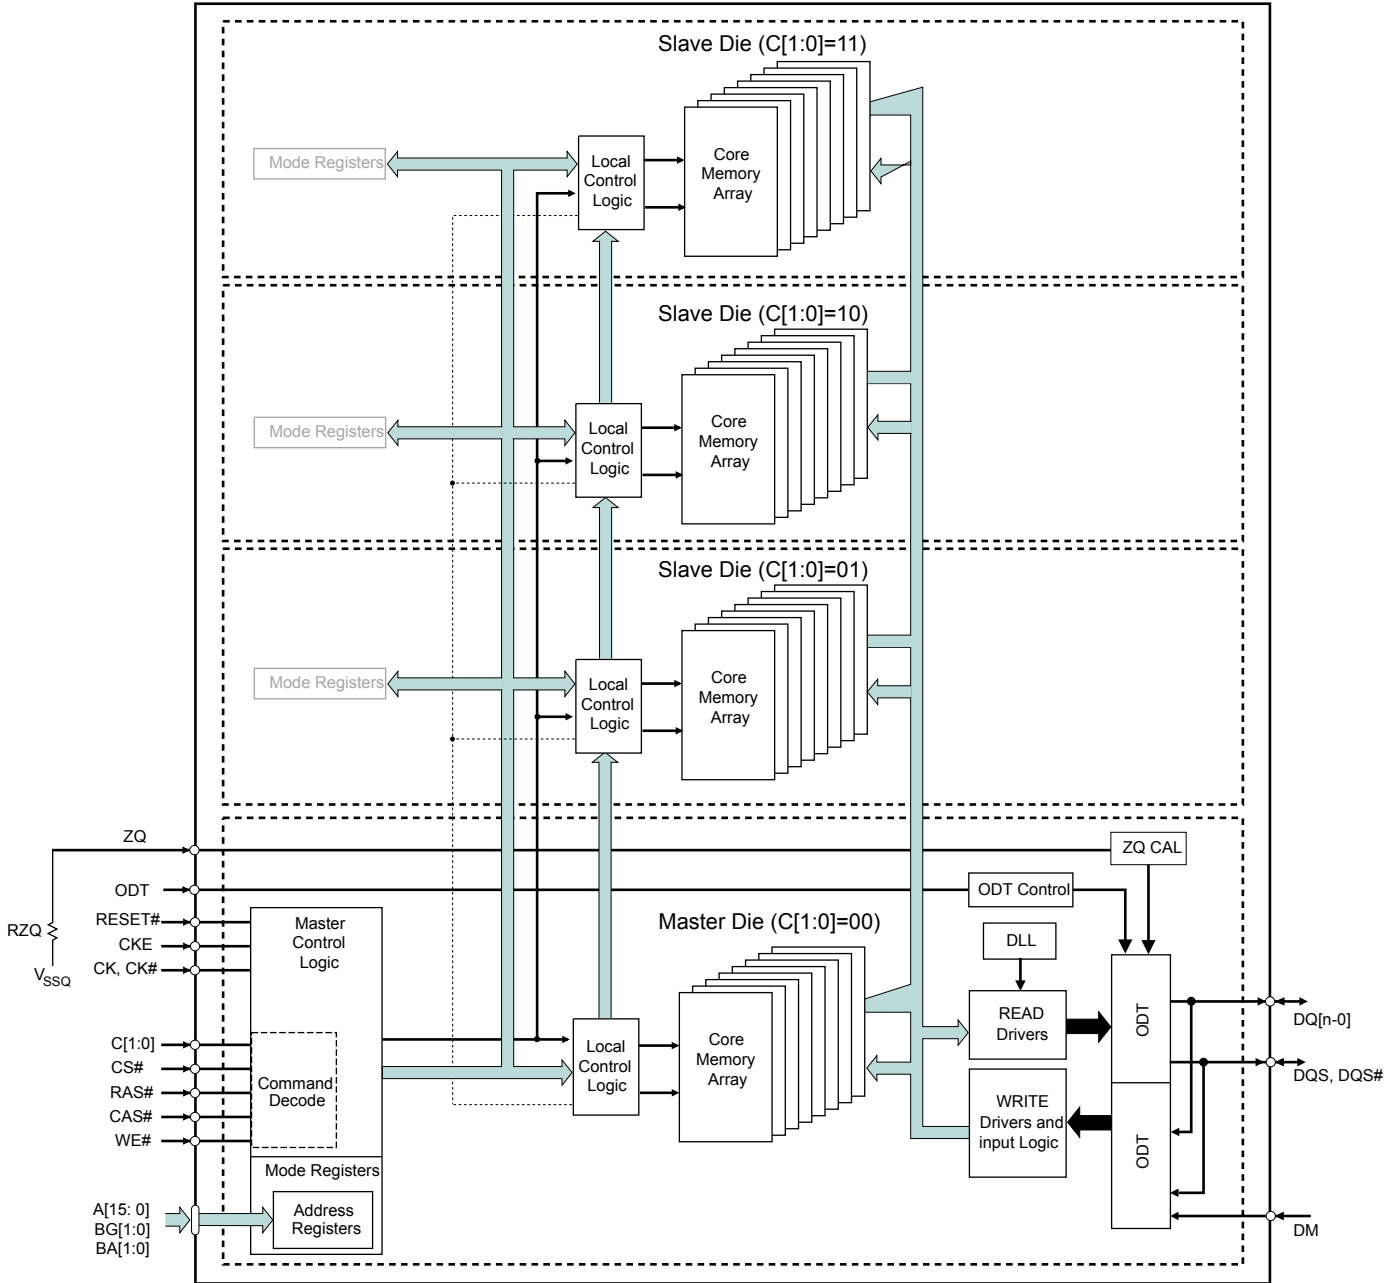 Slave Die (C[1:0]=11)
Mode Registers
Local
Control
Logic
Core
Memory
Array
Slave Die (C[1:0]=10)
Mode Registers
Local
Control
Logic
Core
Memory
Array
Slave Die (C[1:0]=01)
Mode Registers
Local
Control
Logic
Core
Memory
Array
ZQ
ZQ CAL
ODT
ODT Control
RZQ
VSSQ
RESET#
CKE
CK, CK#
Master
Control
Logic
Master Die (C[1:0]=00)
DLL
C[1:0]
CS#
RAS#
CAS#
WE#
Command
Decode
Local
Control
Logic
Core
Memory
Array
READ
Drivers
ODT
DQ[n-0]
DQS, DQS#
WRITE
Drivers and
input Logic
ODT
Mode Registers
A[15: 0]
BG[1:0]
BA[1:0]
Address
Registers
DM